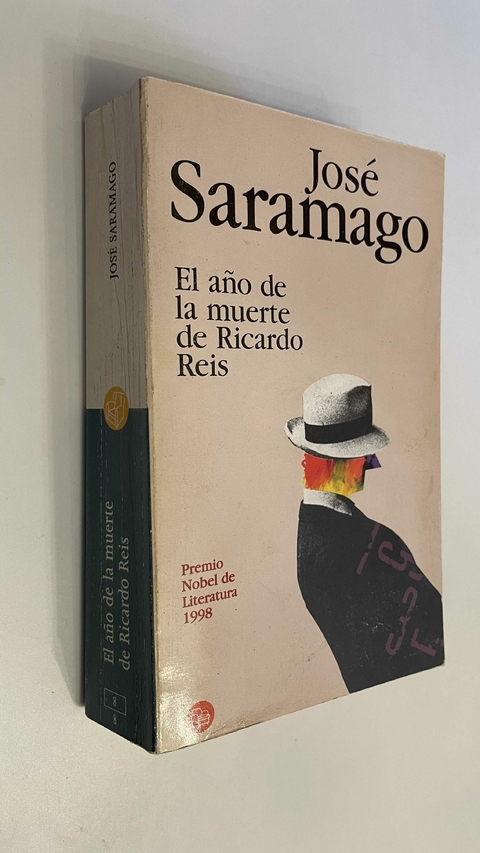 José
Saramago
El año de
la muerte
de Ricardo
Reis
Premio
Nobel de
Literatura
1998
JOSÉ SARAMAGO
El año de la muerte
de Ricardo Reis